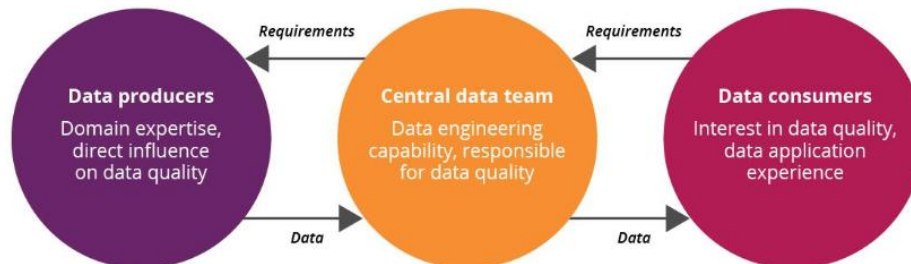 Requirements
Requirements
Data producers
Domain expertise,
direct influence
on data quality
Central data team
Data engineering
capability, responsible
for data quality
Data consumers
Interest in data quality,
data application
experience
Data
Data